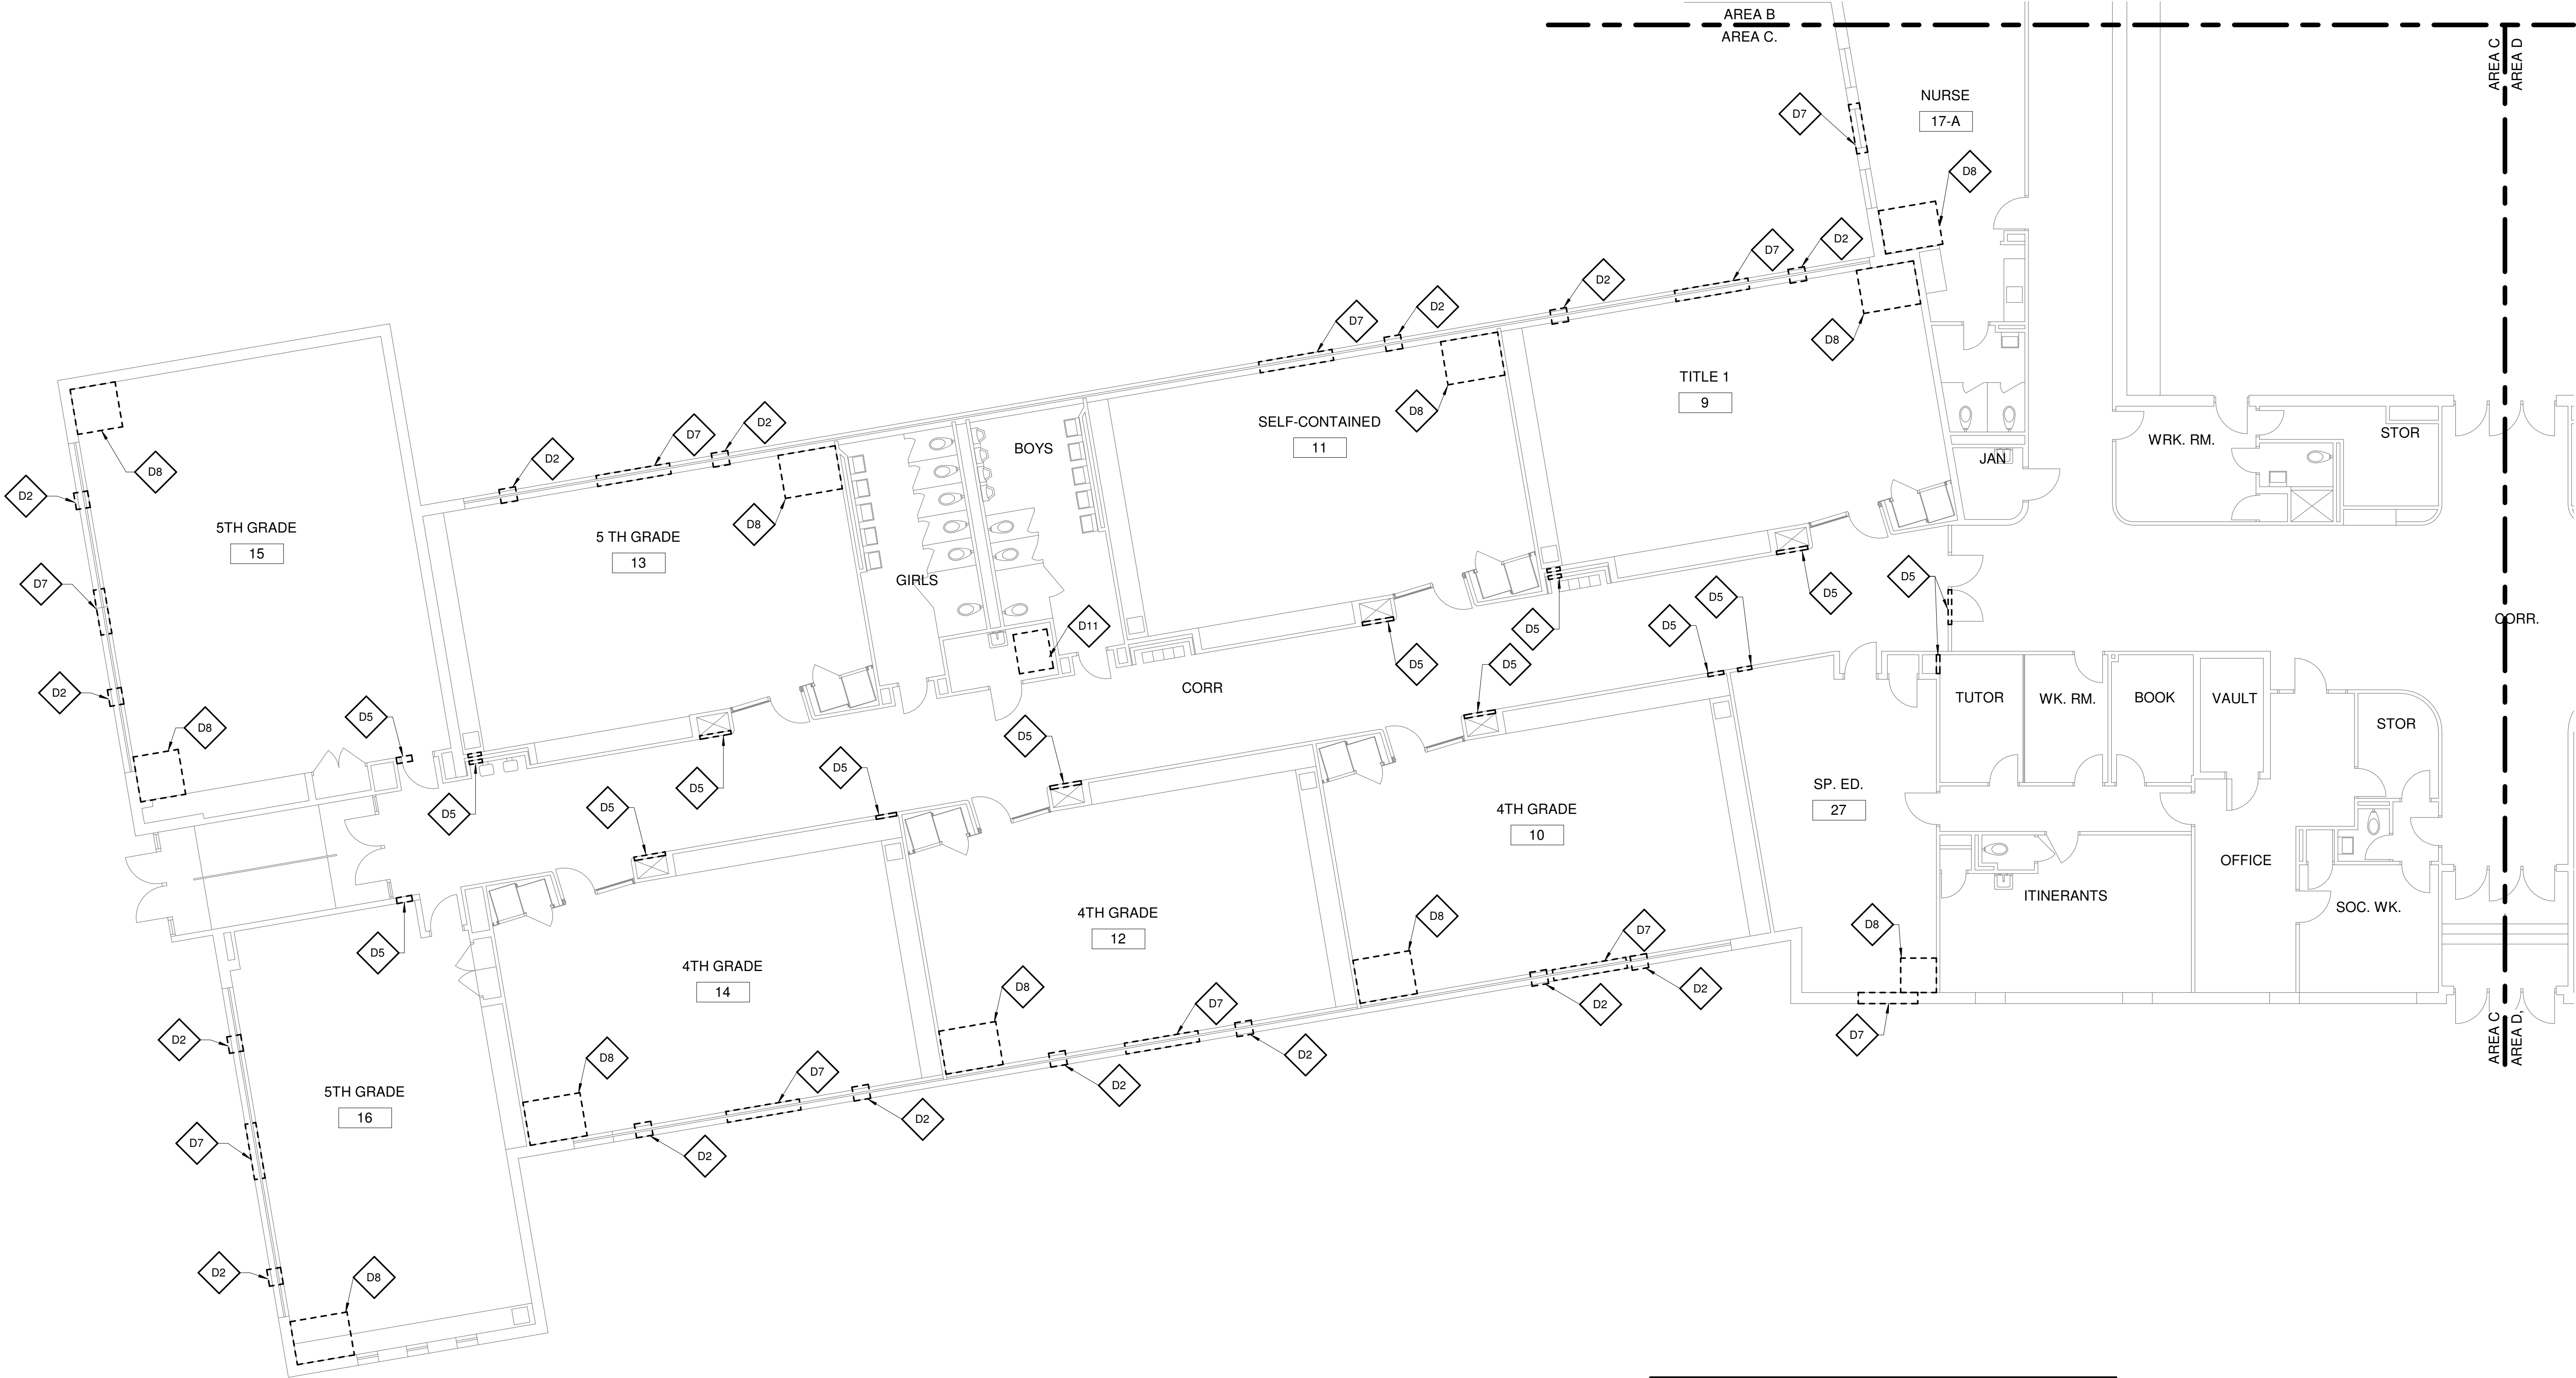 AREA B
AREA C.
AREA C
AREA D
NURSE
17-A
D7
D8
D2
D7
D2
D7
D2
D8
TITLE 1
9
D8
SELF-CONTAINED
11
D7
D2
D2
D8
BOYS
WRK. RM.
STOR
JAN
D8
D2
5TH GRADE
15
5 TH GRADE
13
D8
GIRLS
D7
D5
D5
D5
D5
D5
CORR.
D11
D5
D5
D2
CORR
TUTOR
WK. RM.
BOOK
VAULT
STOR
D5
D8
D5
D5
D5
D5
D5
SP. ED.
27
4TH GRADE
10
OFFICE
ITINERANTS
SOC. WK.
4TH GRADE
12
D8
D8
D7
D5
4TH GRADE
14
D8
D2
D7
D2
D7
AREA C
AREA D,
D2
D8
D7
D2
5TH GRADE
16
D2
D2
D7
D2
D2
D8